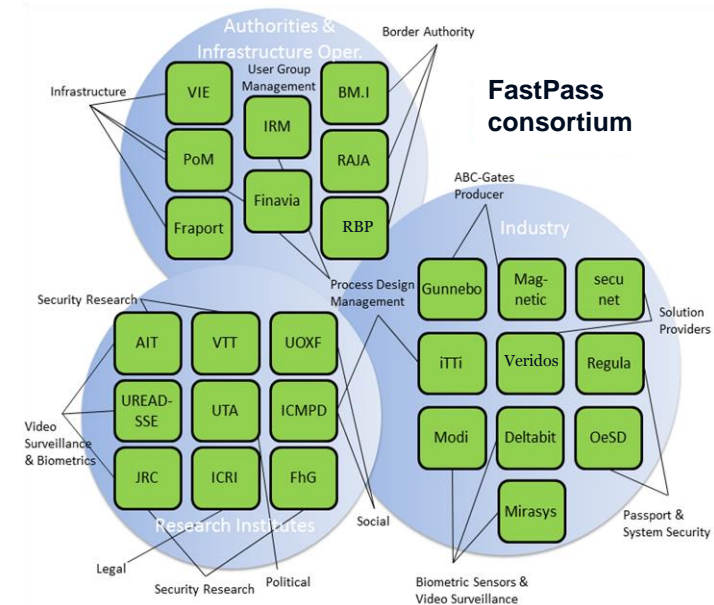 Authorities &
Infrastructure Oper.
Border Authority
User Group
Management
Infrastructure
VIE
BM.I
IRM
FastPass
consortium
PoM
RAJA
Finavia
Fraport
RBP
ABC-Gates
Producer
Industry
Process Design
Management
Gunnebo
Mag-
netic
secu
net
Solution
Providers
Security Research
AIT
VTT
UOXF
iTTi
Veridos
Regula
UREAD-
SSE
UTA
ICMPD
Video
Surveillance
& Biometrics
Modi
Deltabit
OeSD
JRC
ICRI
FhG
Mirasys
Research Institutes
Social
Passport &
System Security
Legal
Security Research
Political
Biometric Sensors &
Video Surveillance